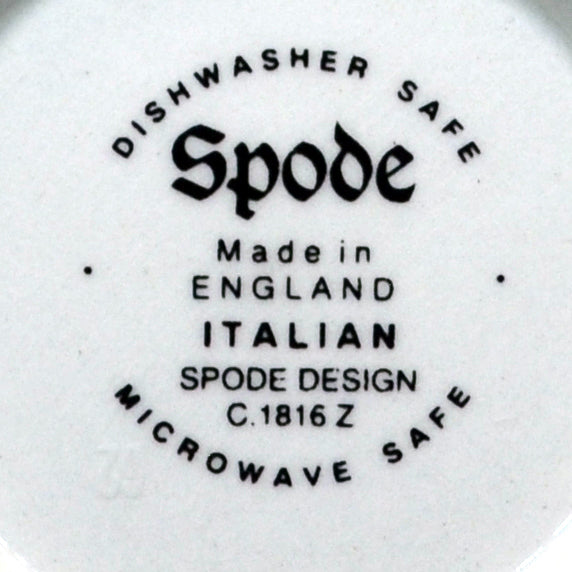 DISHWASHER SAFE
Spode
Made in
ENGLAND
ITALIAN
SPODE DESIGN
C.1816 Z
MICROWAVE SAFE